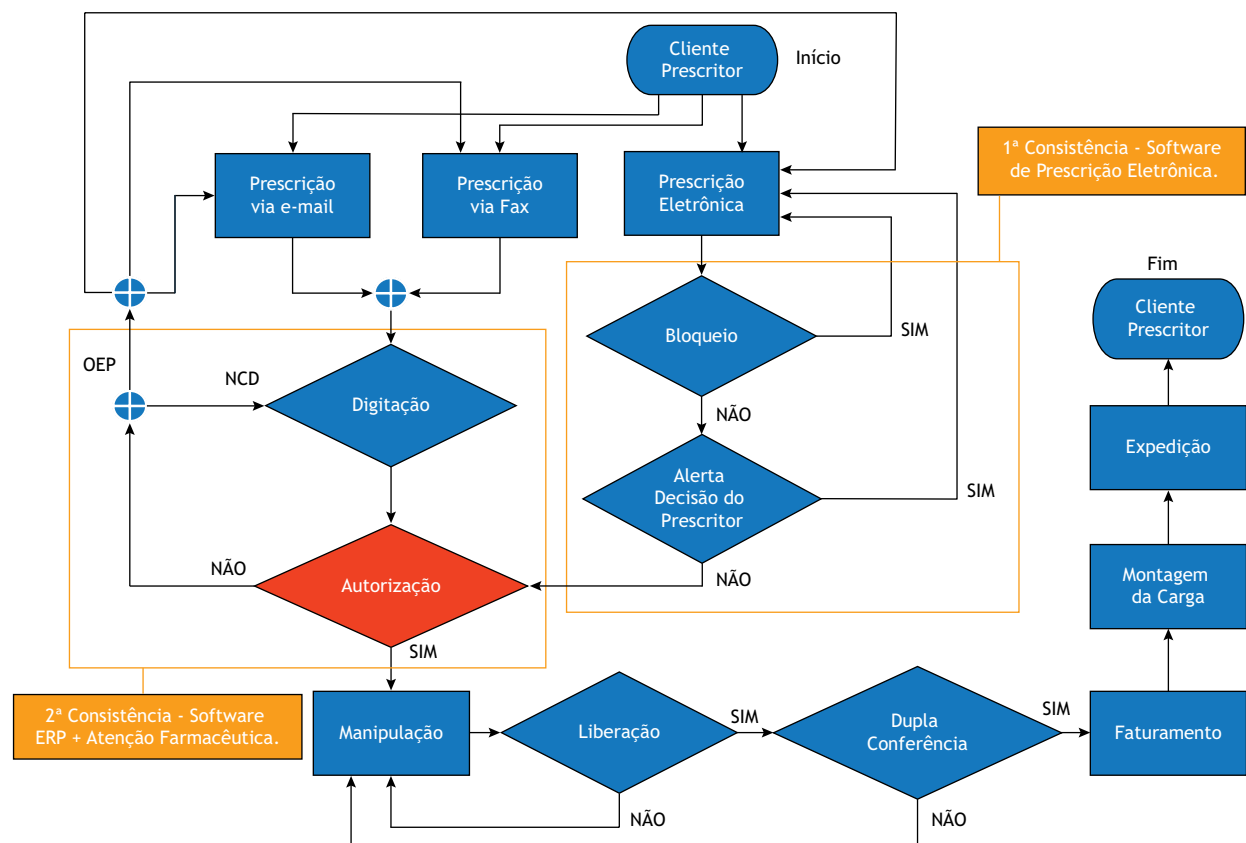 Cliente
Prescritor
Início
1ª Consistência - Software
de Prescrição Eletrônica.
Prescrição
via e-mail
Prescrição
via Fax
Prescrição
Eletrônica
Fim
Cliente
Prescritor
Bloqueio
SIM
OEP
NCD
Digitação
NÃO
Expedição
Alerta
Decisão do
Prescritor
SIM
NÃO
Autorização
NÃO
Montagem
da Carga
SIM
2ª Consistência - Software
ERP + Atenção Farmacêutica.
Manipulação
Liberação
SIM
Dupla
Conferência
SIM
Faturamento
NÃO
NÃO